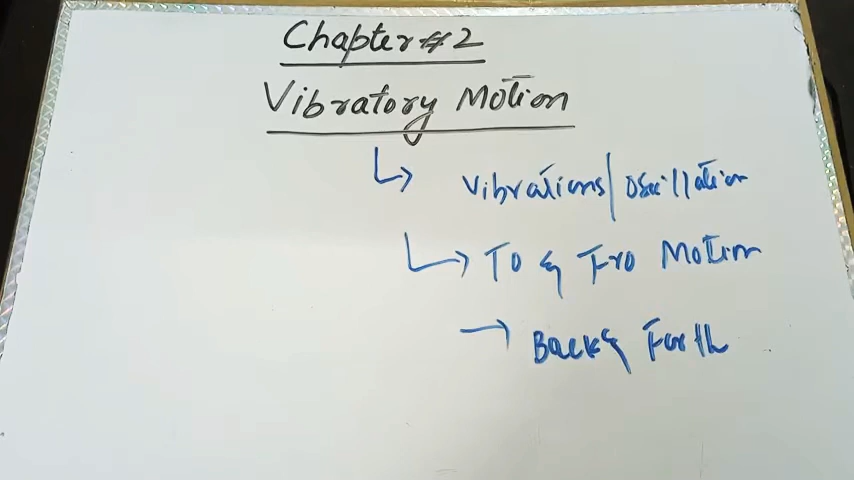 Chapter#2
Vibratory Motion
Vibrations/Oscillation
To & Fro Motion
Back & Forth